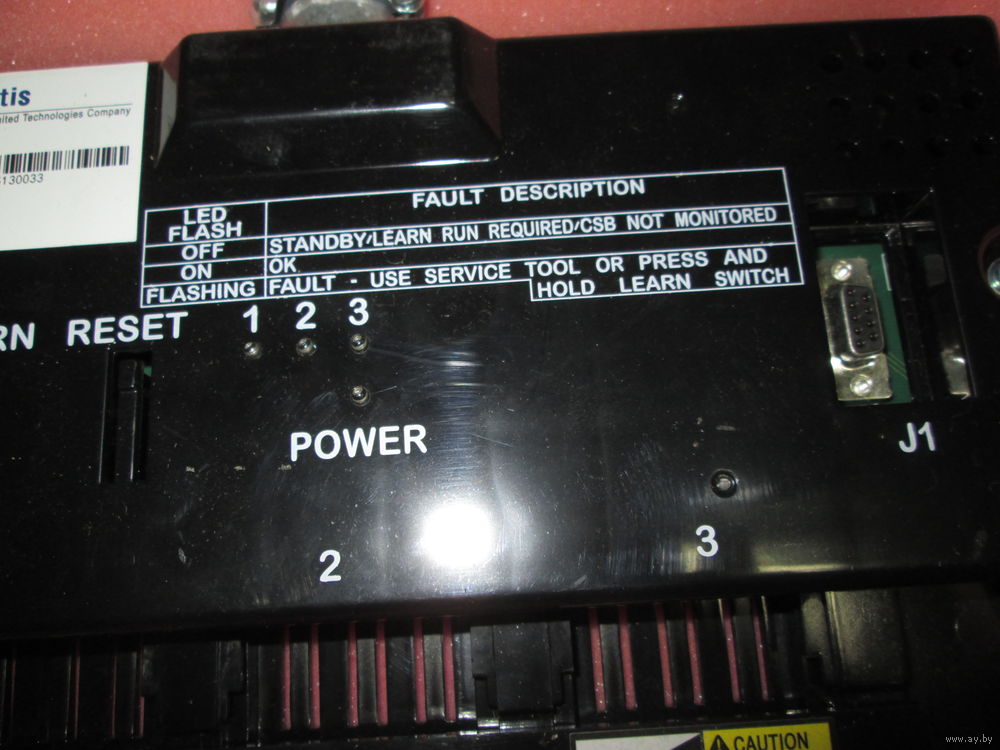 tis
nited Technologies Company
130033
LED FAULT DESCRIPTION
FLASH
OFF STANDBY/LEARN RUN REQUIRED/CSB NOT MONITORED
ON OK
FLASHING FAULT - USE SERVICE TOOL OR PRESS AND
HOLD LEARN SWITCH
RN RESET 1 2 3
POWER
J1
2 3
CAUTION
www.ay.by